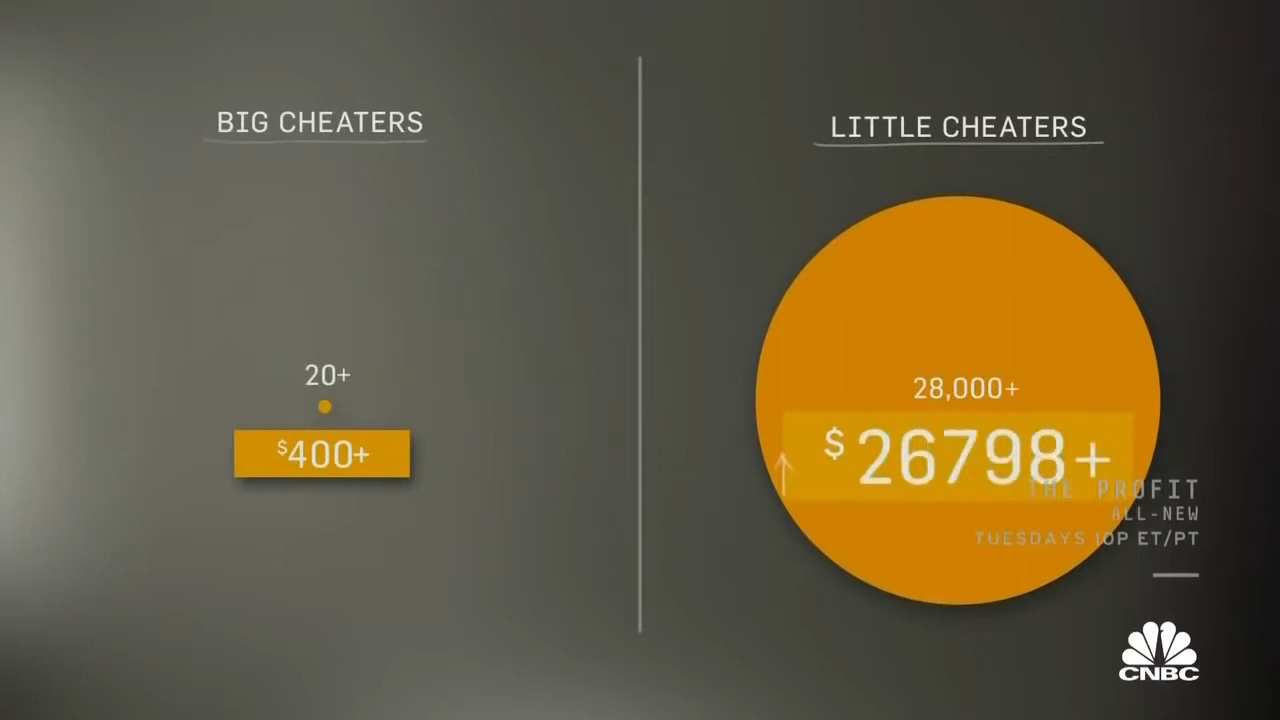 BIG CHEATERS
20+
$400+
LITTLE CHEATERS
28,000+
$26798+
THE PROFIT
ALL-NEW
TUESDAYS 10P ET/PT
CNBC